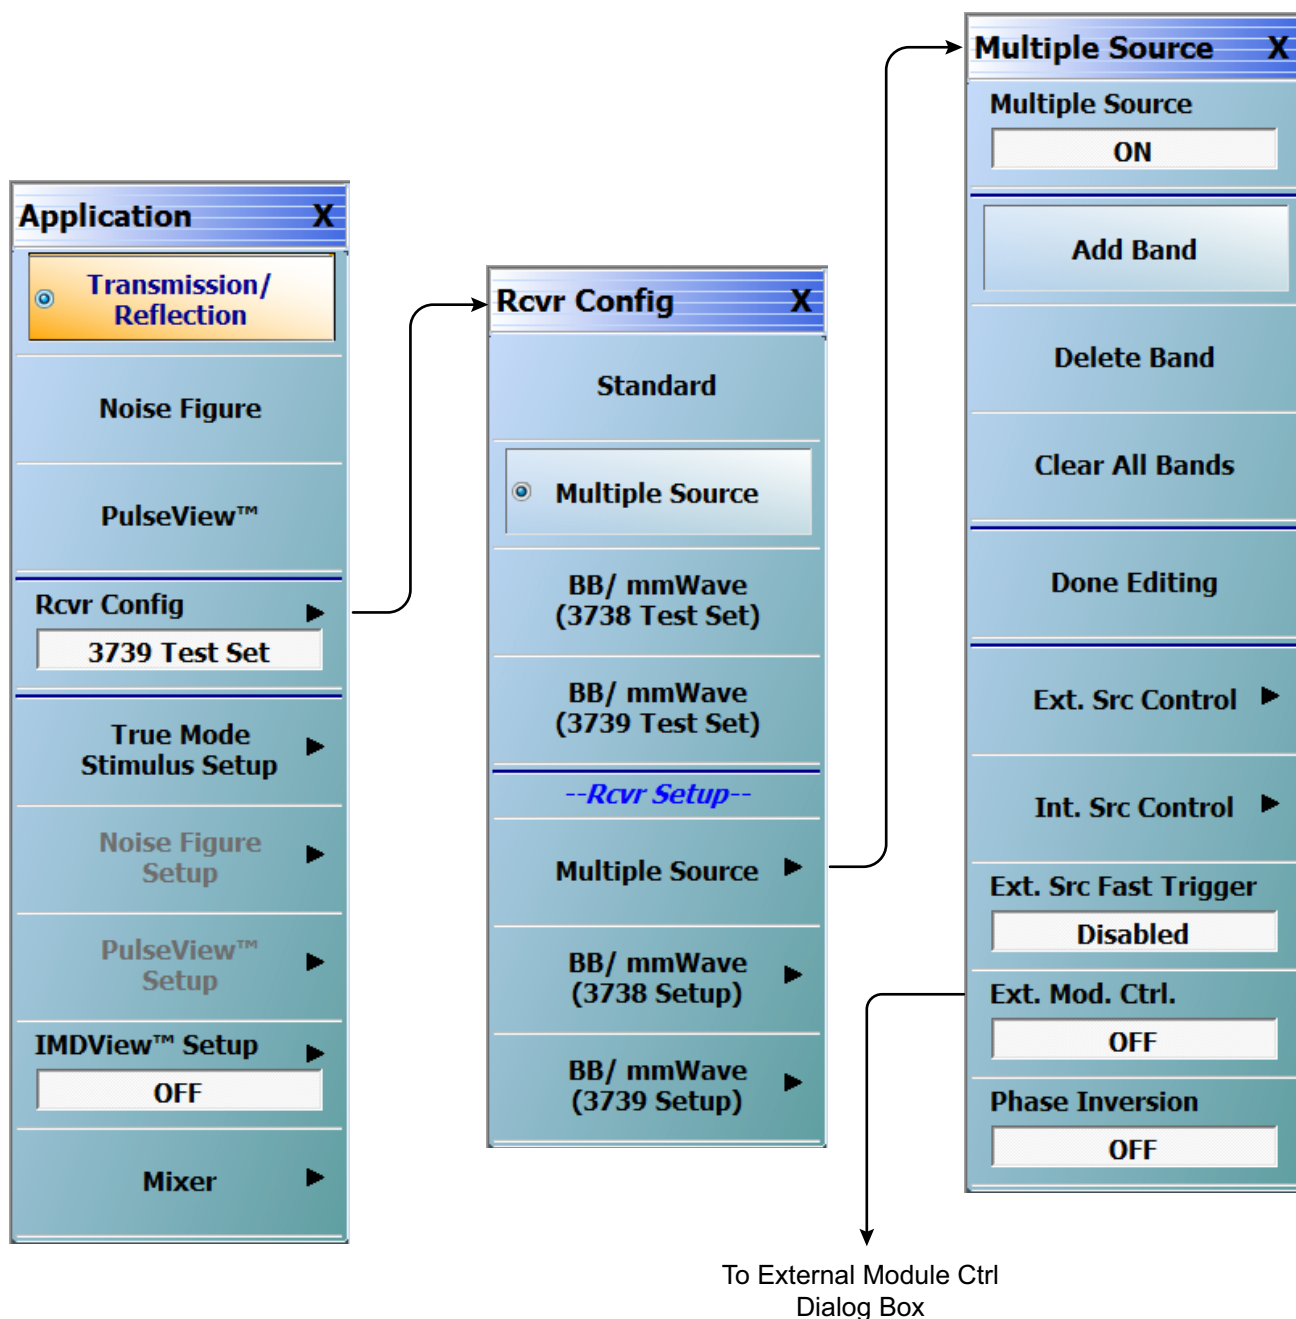 Application X
Transmission/
Reflection
Noise Figure
PulseView™
Rcvr Config
3739 Test Set
True Mode
Stimulus Setup
Noise Figure
Setup
PulseView™
Setup
IMDView™ Setup
OFF
Mixer
Rcvr Config X
Standard
Multiple Source
BB/ mmWave
(3738 Test Set)
BB/ mmWave
(3739 Test Set)
--Rcvr Setup--
Multiple Source
BB/ mmWave
(3738 Setup)
BB/ mmWave
(3739 Setup)
Multiple Source X
Multiple Source
ON
Add Band
Delete Band
Clear All Bands
Done Editing
Ext. Src Control
Int. Src Control
Ext. Src Fast Trigger
Disabled
Ext. Mod. Ctrl.
OFF
Phase Inversion
OFF
To External Module Ctrl
Dialog Box